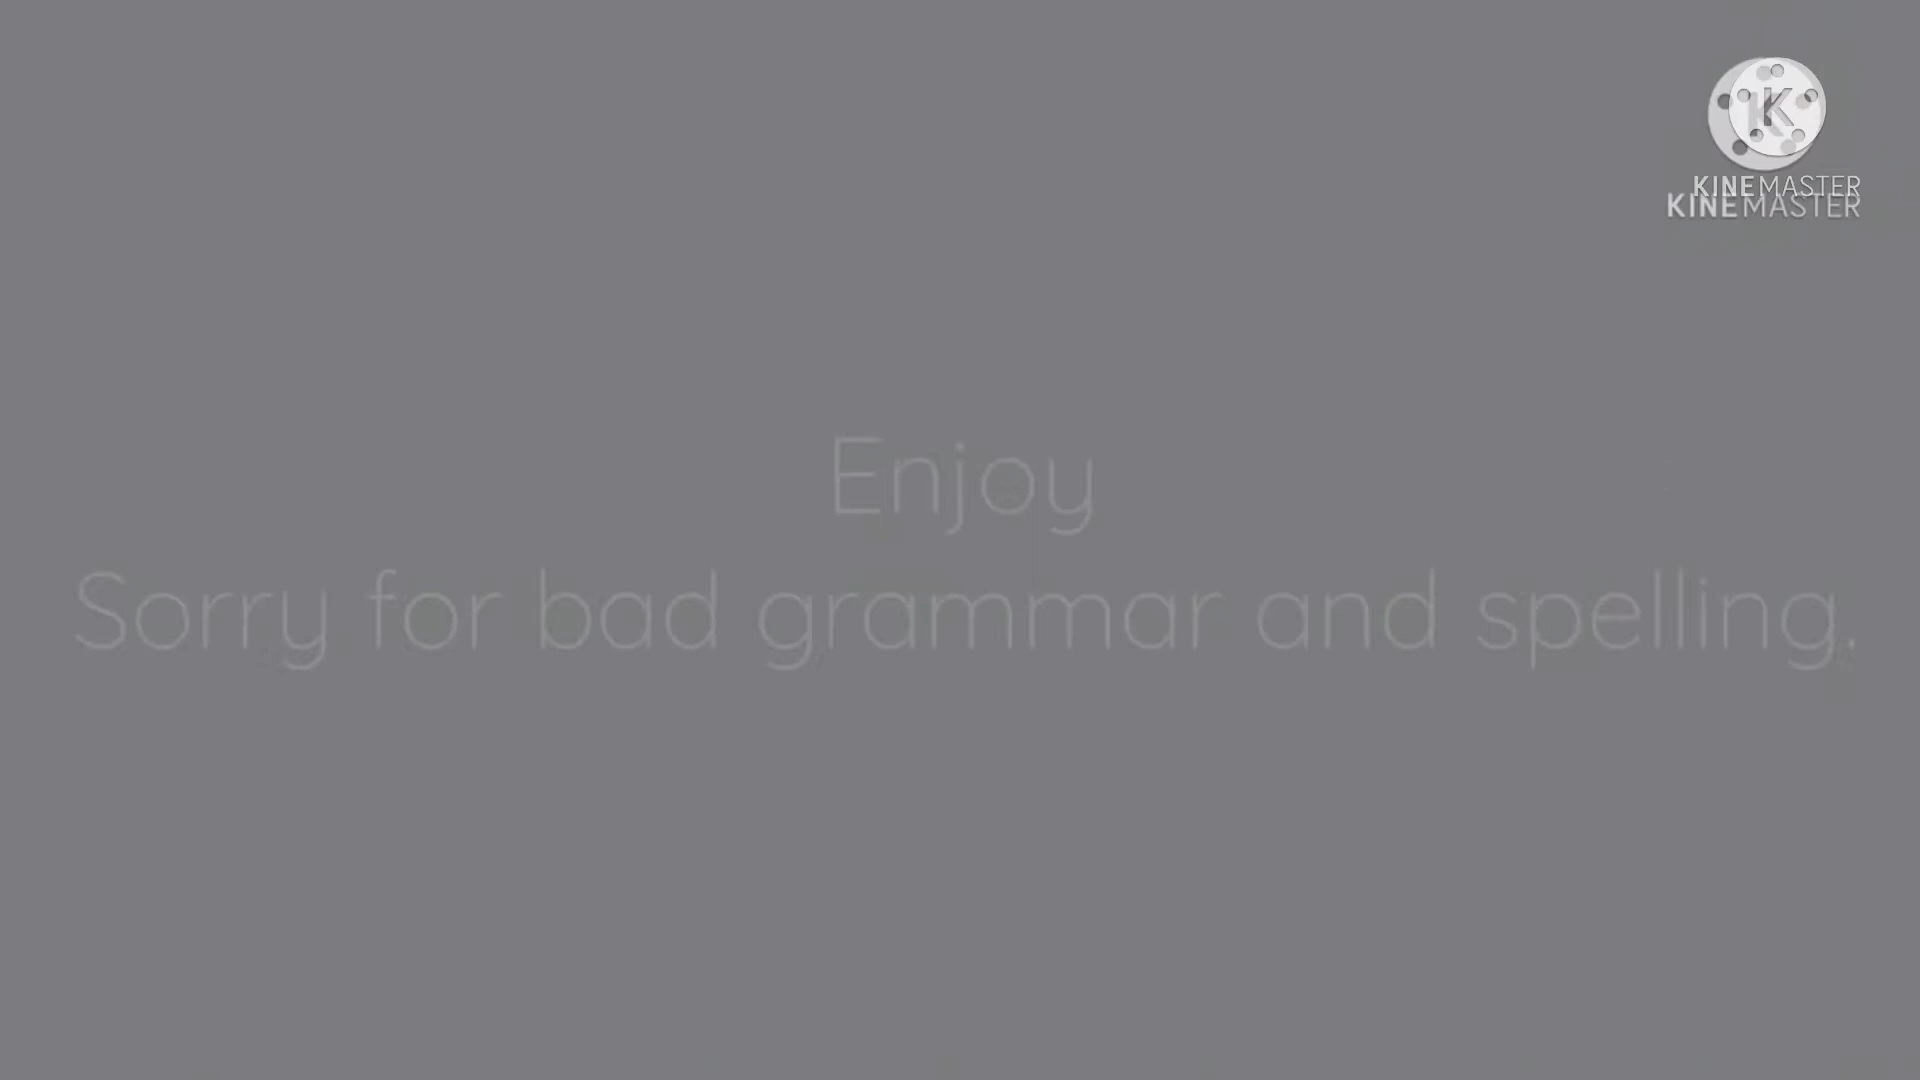 K
KINEMASTER
KINEMASTER
Enjoy
Sorry for bad grammar and spelling.